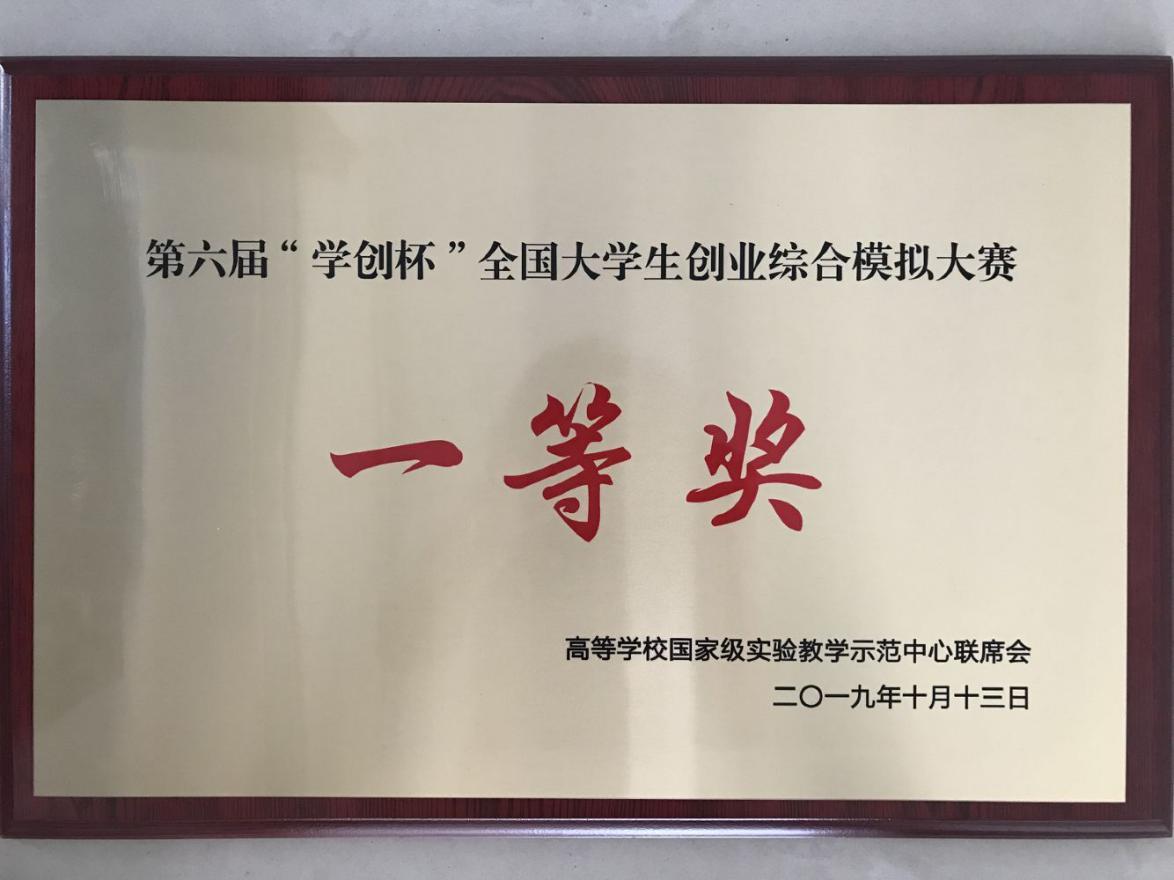 第六届“学创杯”全国大学生创业综合模拟大赛
一等奖
高等学校国家级实验教学示范中心联席会
二〇一九年十月十三日